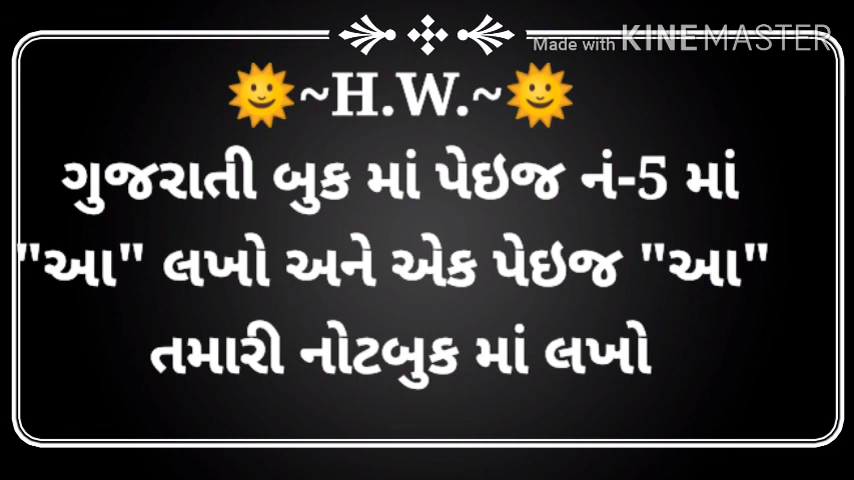 Made with KINEMASTER
🌞~H.W.~🌞
ગુજરાતી બુક માં પેઇજ નં-5 માં
"આ" લખો અને એક પેઇજ "આ"
તમારી નોટબુક માં લખો